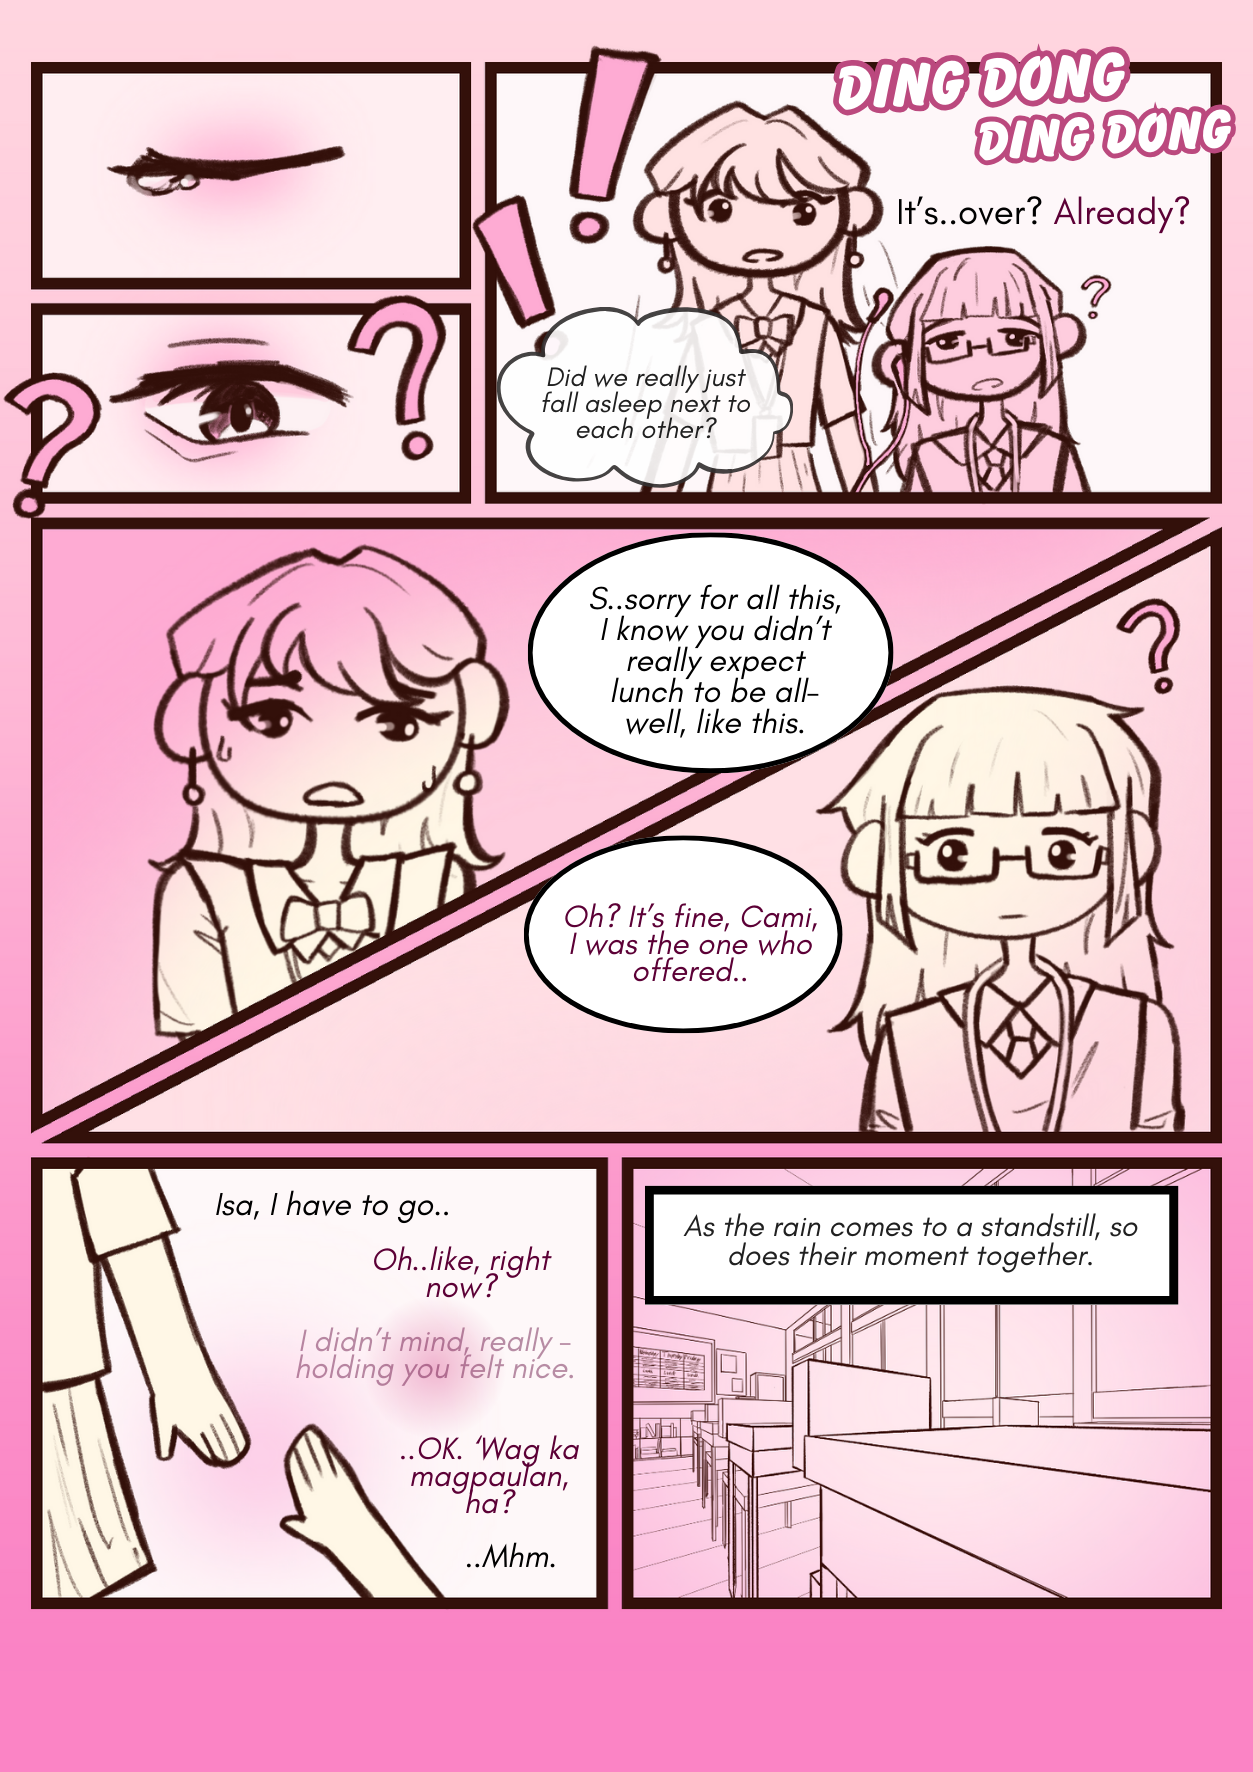 DING DONG
DING DONG
It's..over? Already?
Did we really just
fall asleep next to
each other?
S..sorry for all this,
I know you didn't
really expect
lunch to be all-
well, like this.
Oh? It's fine, Cami,
I was the one who
offered..
Isa, I have to go..
Oh..like, right
now?
I didn't mind, really -
holding you felt nice.
..OK. 'Wag ka
magpaulan,
ha?
..Mhm.
As the rain comes to a standstill, so
does their moment together.